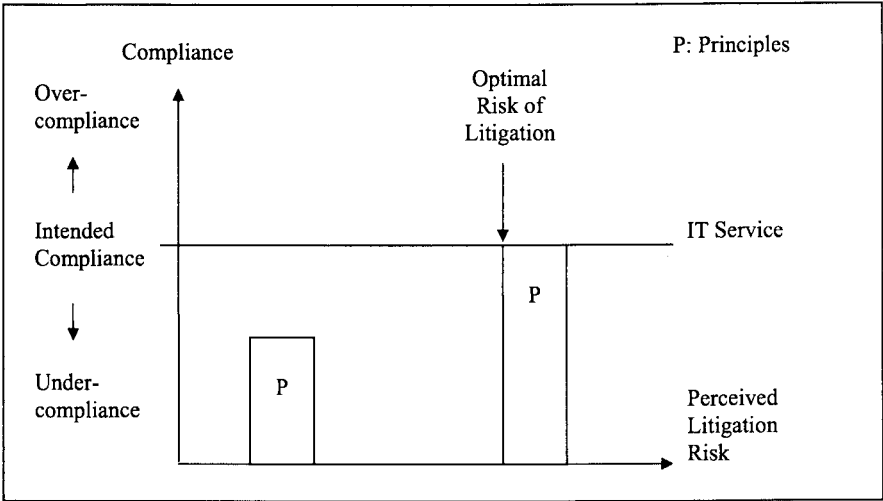 P: Principles
Compliance
Optimal
Risk of
Litigation
Over-
compliance
Intended
Compliance
IT Service
P
P
Under-
compliance
Perceived
Litigation
Risk